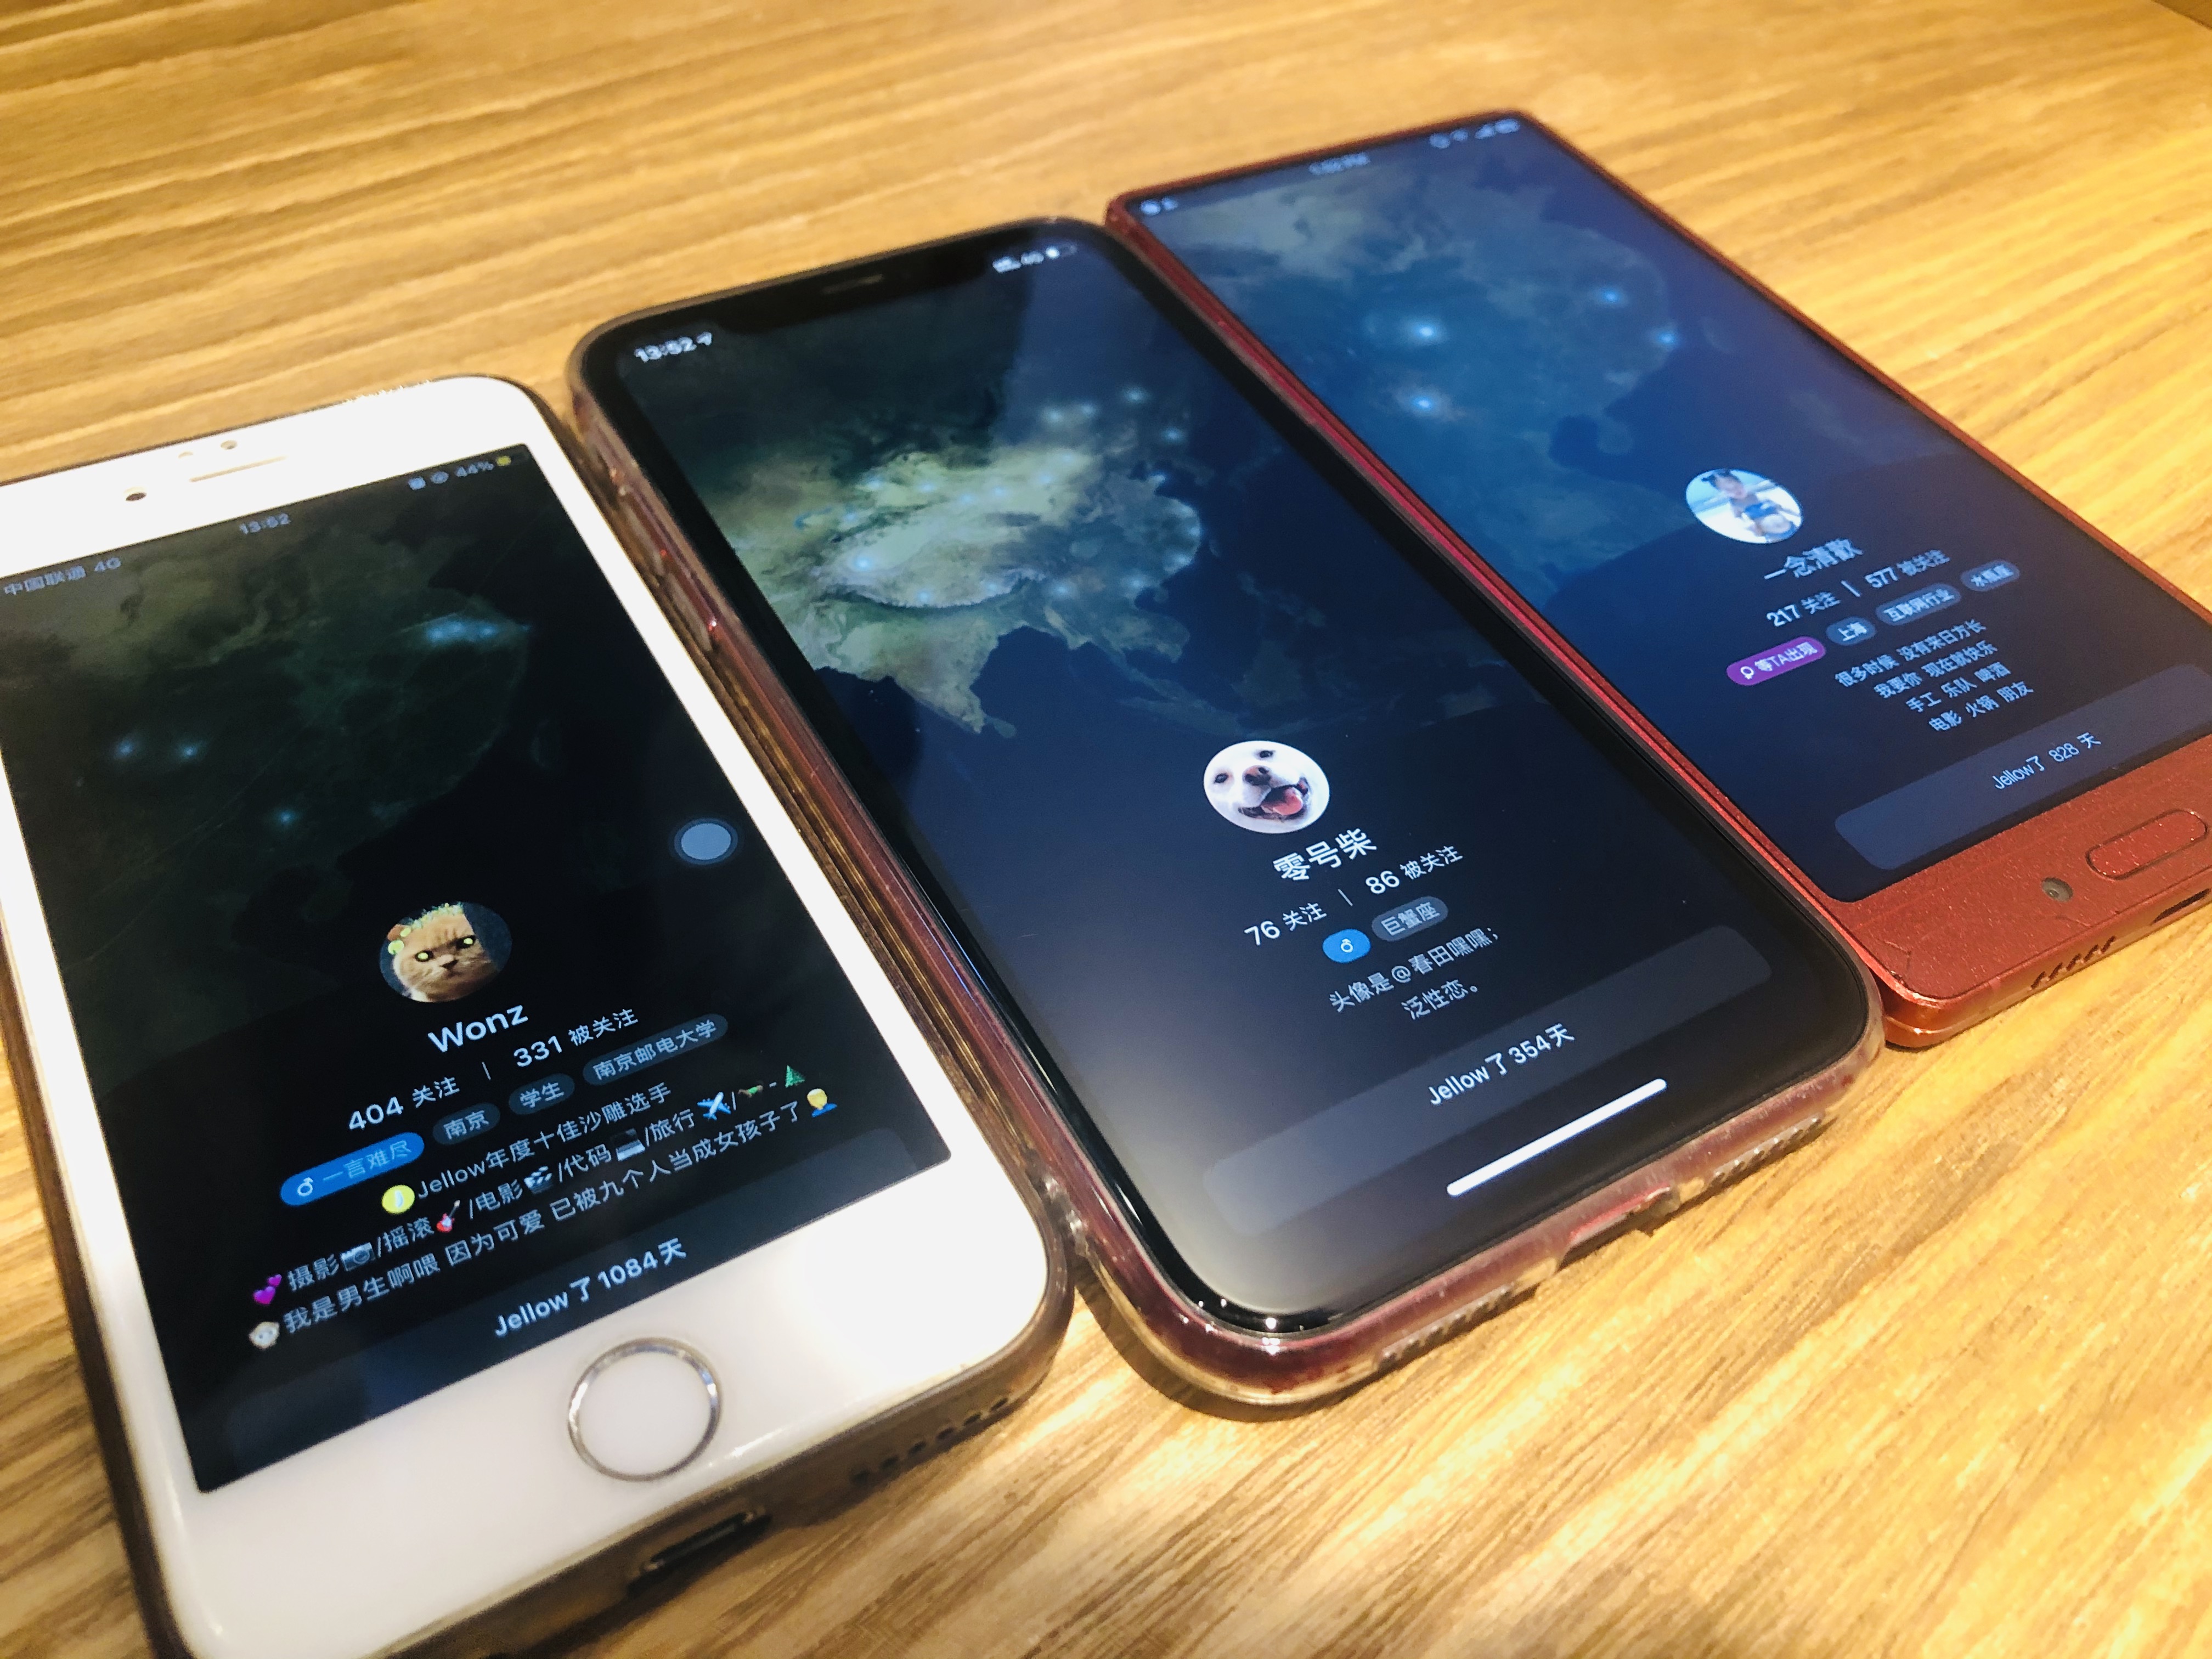 中国联通 4G
13:52
44%
Wonz
404 关注 | 331 被关注
♂ 一言难尽 南京 学生 南京邮电大学
Jellow年度十佳沙雕选手
💕摄影📷/摇滚🎸/电影🎬/代码💻/旅行✈️/🐎-🌲
我是男生啊喂 因为可爱 已被九个人当成女孩子了
Jellow了1084天
13:52
4G
零号柴
76 关注 | 86 被关注
♂ 巨蟹座
头像是@春田嘿嘿；
泛性恋。
Jellow了354天
一念清歡
217 关注 | 577 被关注
等TA出现 上海 互联网行业 水瓶座
很多时候 没有来日方长
我要你 现在就快乐
手工 乐队 啤酒
电影 火锅 朋友
Jellow了 828 天